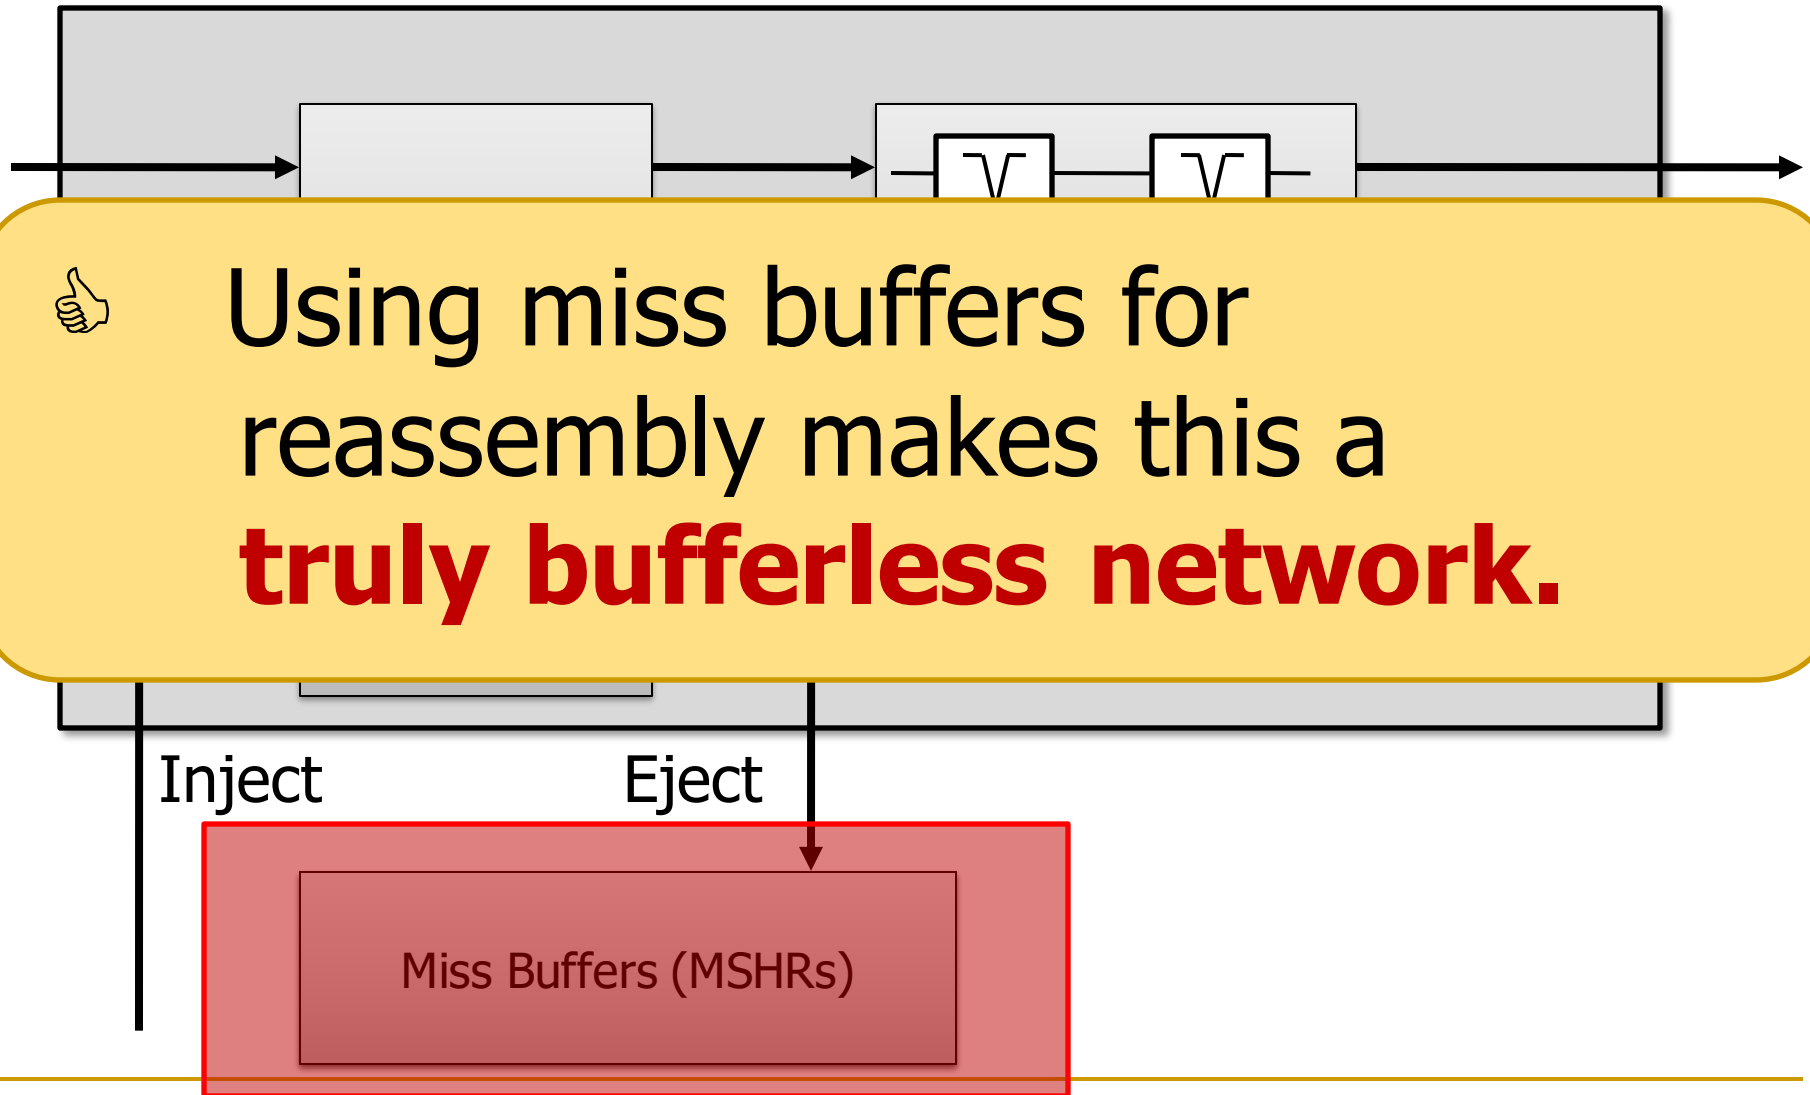 👍 Using miss buffers for
reassembly makes this a
truly bufferless network.
Inject
Eject
Miss Buffers (MSHRs)